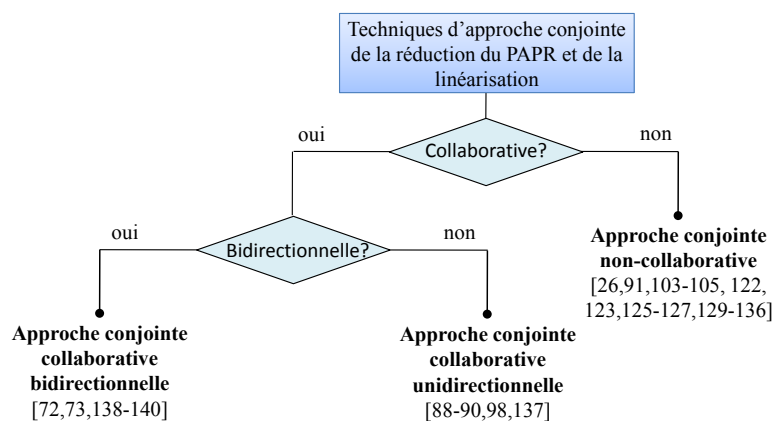 Techniques d'approche conjointe
de la réduction du PAPR et de la
linéarisation
oui
non
Collaborative?
oui
non
Bidirectionnelle?
Approche conjointe
non-collaborative
[26,91,103-105, 122,
123,125-127,129-136]
Approche conjointe
collaborative
bidirectionnelle
[72,73,138-140]
Approche conjointe
collaborative
unidirectionnelle
[88-90,98,137]